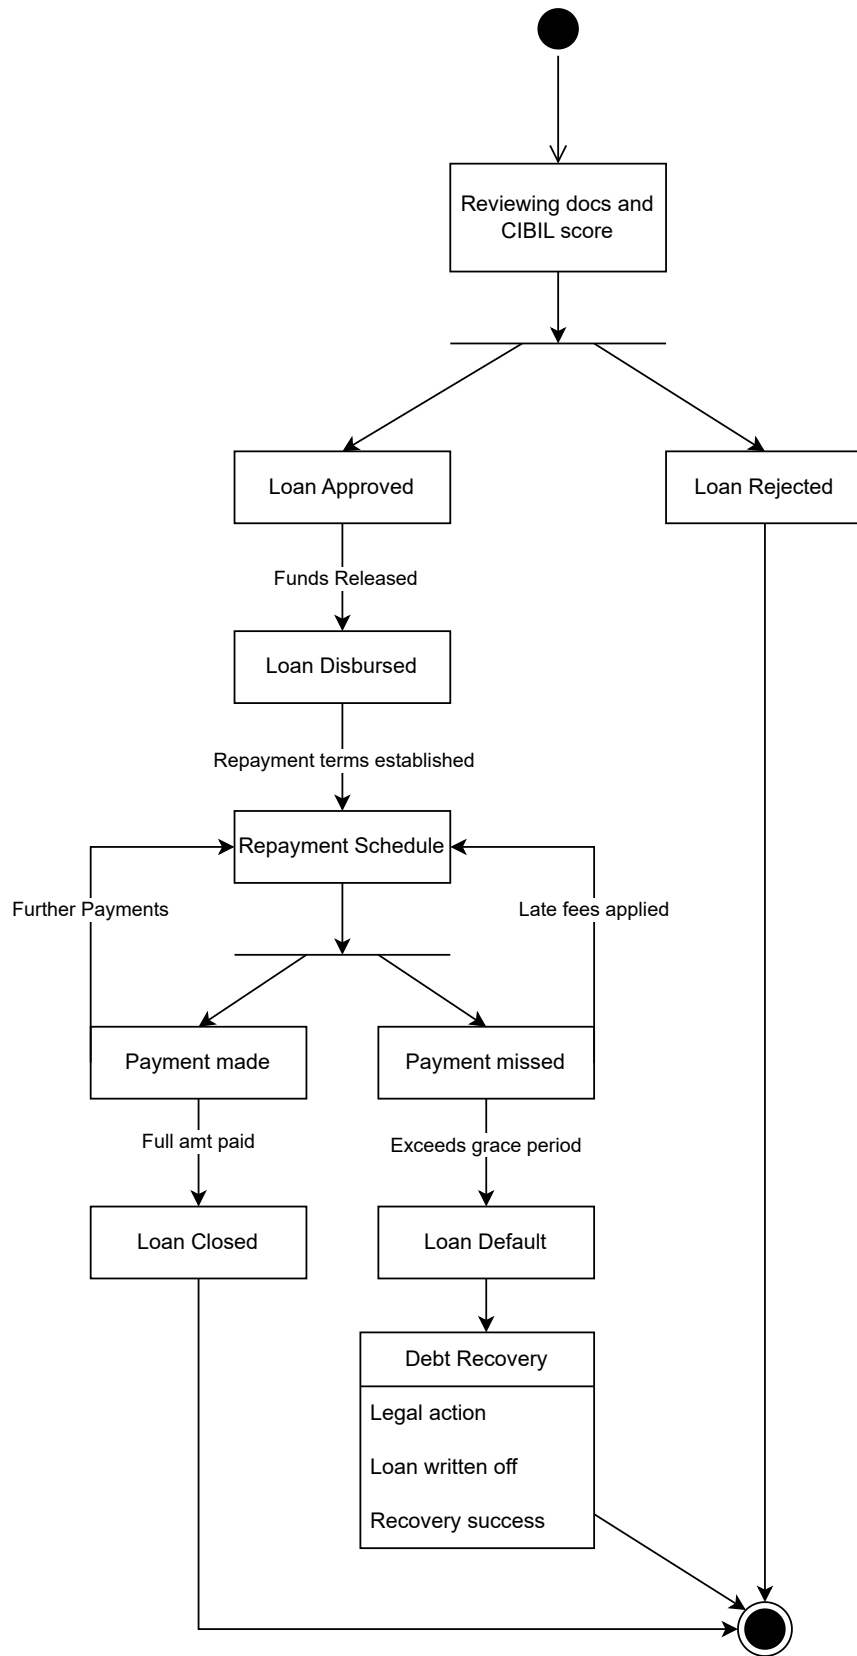 Reviewing docs and
CIBIL score
Loan Approved
Loan Rejected
Funds Released
Loan Disbursed
Repayment terms established
Repayment Schedule
Further Payments
Late fees applied
Payment made
Payment missed
Full amt paid
Exceeds grace period
Loan Closed
Loan Default
Debt Recovery
Legal action
Loan written off
Recovery success